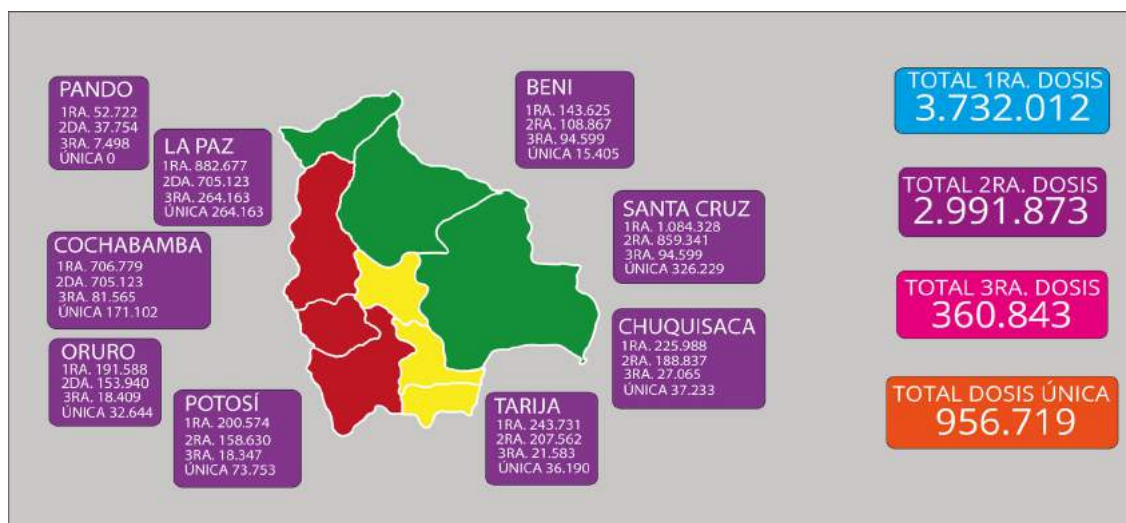 PANDO
1RA. 52.722
2DA. 37.754
3RA. 7.498
ÚNICA 0
LA PAZ
1RA. 882.677
2DA. 705.123
3RA. 264.163
ÚNICA 264.163
COCHABAMBA
1RA. 706.779
2DA. 705.123
3RA. 81.565
ÚNICA 171.102
ORURO
1RA. 191.588
2DA. 153.940
3RA. 18.409
ÚNICA 32.644
POTOSÍ
1RA. 200.574
2RA. 158.630
3RA. 18.347
ÚNICA 73.753
BENI
1RA. 143.625
2RA. 108.867
3RA. 94.599
ÚNICA 15.405
SANTA CRUZ
1RA. 1.084.328
2RA. 859.341
3RA. 94.599
ÚNICA 326.229
CHUQUISACA
1RA. 225.988
2RA. 188.837
3RA. 27.065
ÚNICA 37.233
TARIJA
1RA. 243.731
2RA. 207.562
3RA. 21.583
ÚNICA 36.190
TOTAL 1RA. DOSIS
3.732.012
TOTAL 2RA. DOSIS
2.991.873
TOTAL 3RA. DOSIS
360.843
TOTAL DOSIS ÚNICA
956.719